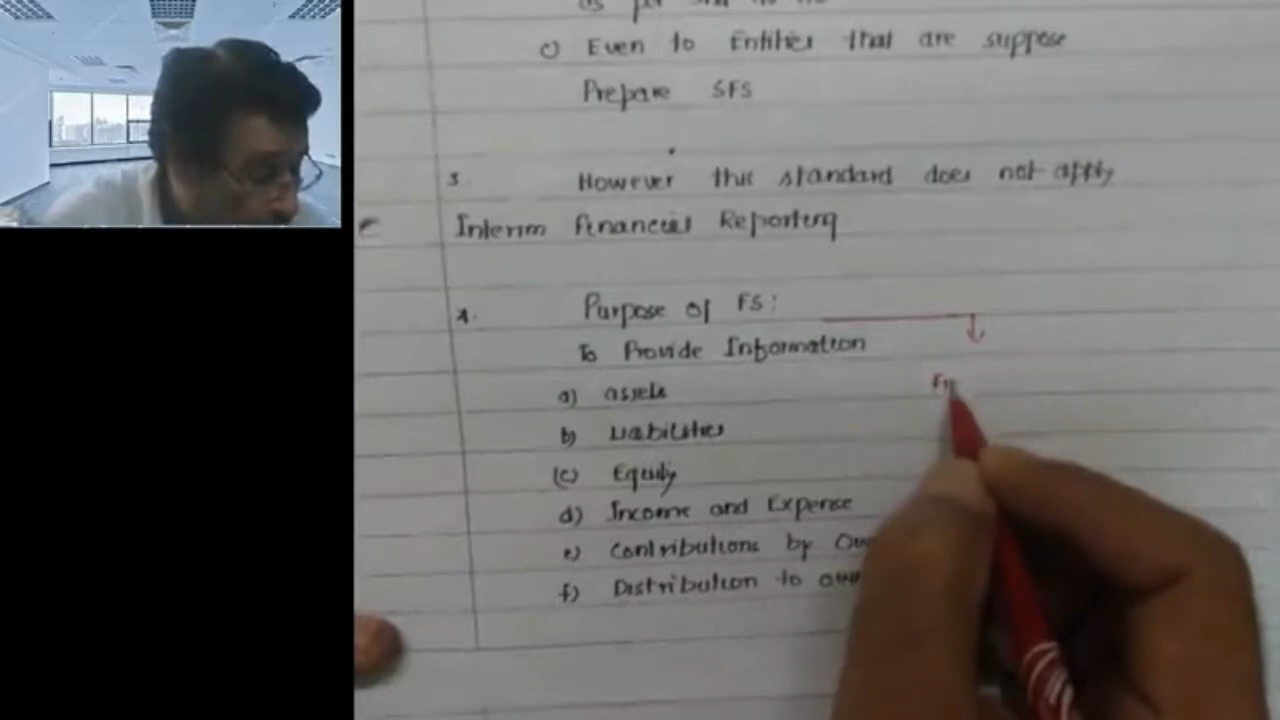 c) Even to Entities that are suppose
Prepare SFS
3. However this standard does not apply
Interim Financial Reporting
4. Purpose of FS:
To Provide Information
a) assets
b) Liabilities
(c) Equity
d) Income and Expense
e) Contributions by
f) Distribution to